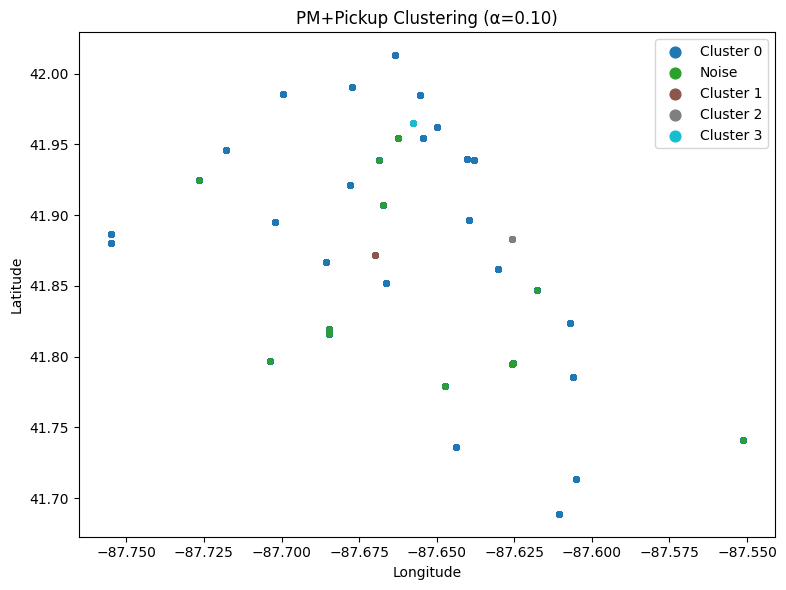 PM+Pickup Clustering (α=0.10)
Cluster 0
Noise
Cluster 1
Cluster 2
Cluster 3
42.00
41.95
41.90
41.85
41.80
41.75
41.70
Latitude
−87.750 −87.725 −87.700 −87.675 −87.650 −87.625 −87.600 −87.575 −87.550
Longitude